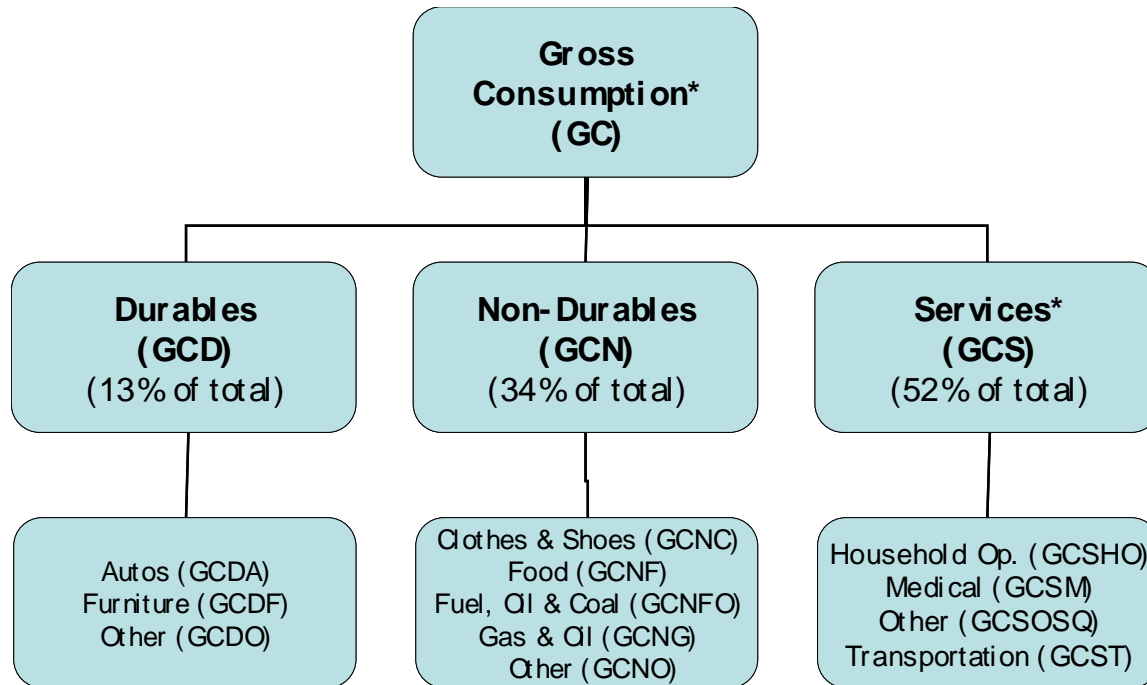 Gross
Consumption*
(GC)
Durables
(GCD)
(13% of total)
Non-Durables
(GCN)
(34% of total)
Services*
(GCS)
(52% of total)
Autos (GCDA)
Furniture (GCDF)
Other (GCDO)
Clothes & Shoes (GCNC)
Food (GCNF)
Fuel, Oil & Coal (GCNFO)
Gas & Oil (GCNG)
Other (GCNO)
Household Op. (GCSHO)
Medical (GCSM)
Other (GCSOSQ)
Transportation (GCST)